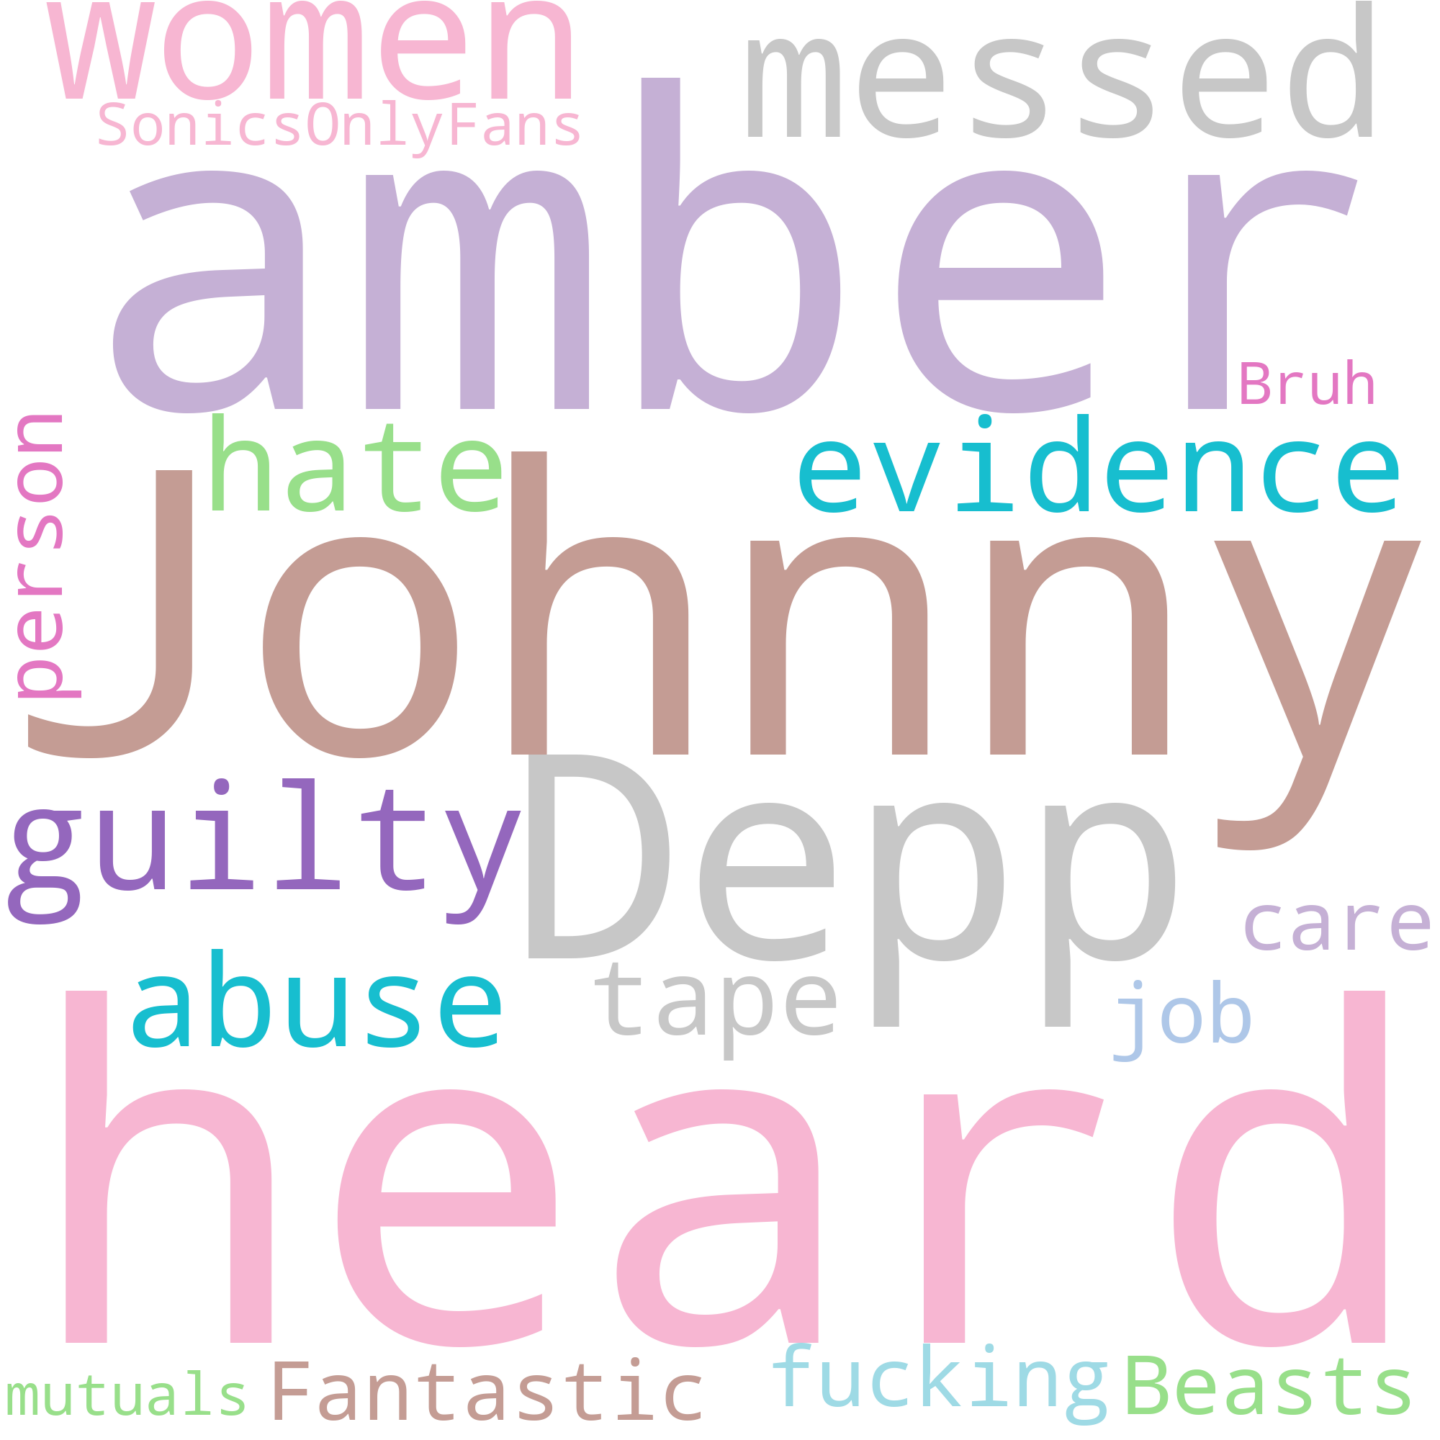 women
messed
SonicsOnlyFans
amber
Bruh
person
hate
evidence
Johnny
guilty
Depp
care
abuse
tape
job
heard
mutuals
Fantastic
fucking
Beasts